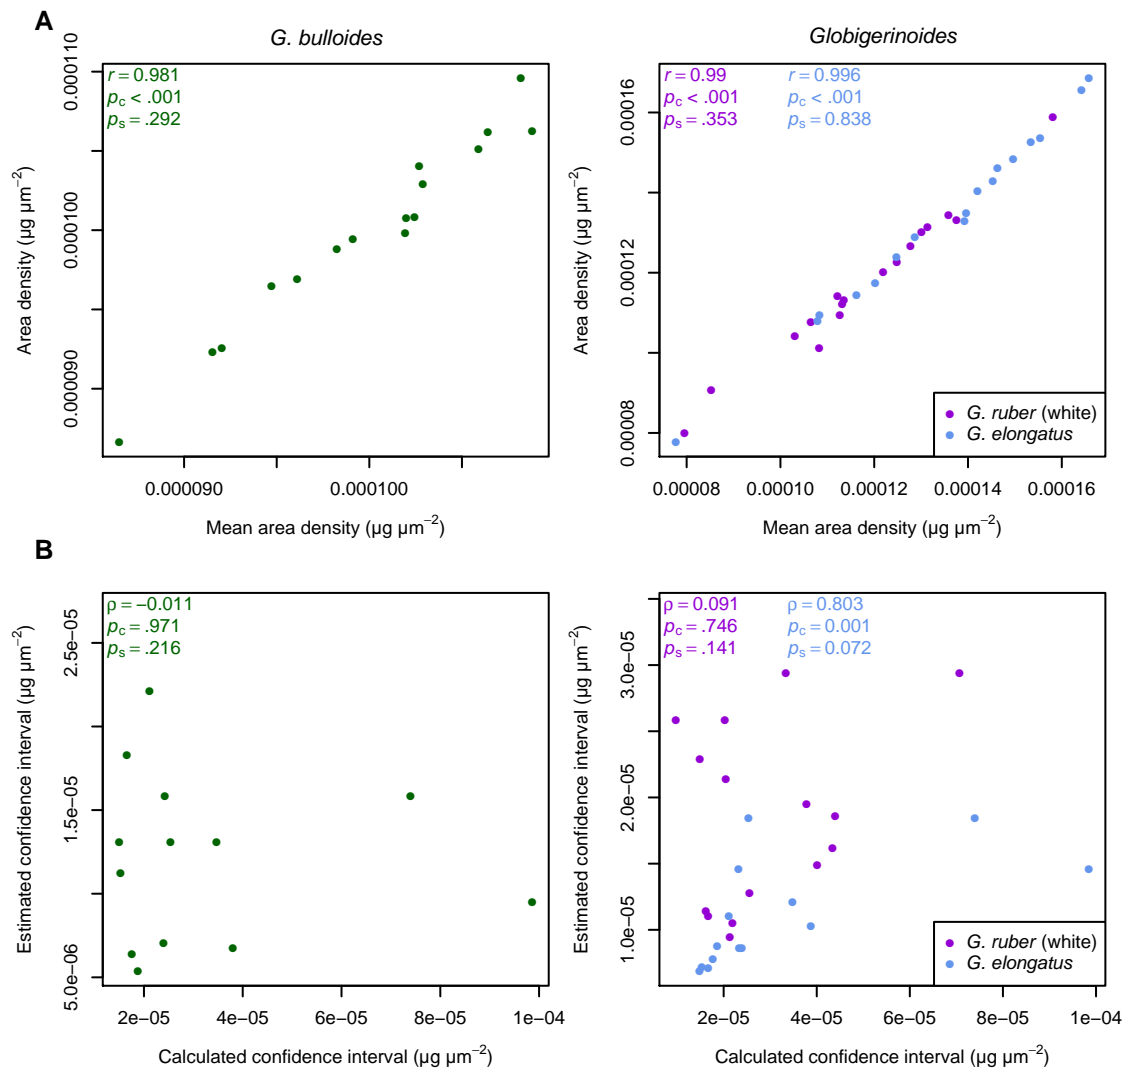 A
G. bulloides
r = 0.981
pc < .001
ps = .292
0.000110
0.000100
0.000090
Area density (µg µm−2)
0.000090
0.000100
Mean area density (µg µm−2)
Globigerinoides
r = 0.99
pc < .001
ps = .353
r = 0.996
pc < .001
ps = 0.838
0.00016
0.00012
0.00008
Area density (µg µm−2)
G. ruber (white)
G. elongatus
0.00008
0.00010
0.00012
0.00014
0.00016
Mean area density (µg µm−2)
B
ρ = −0.011
pc = .971
ps = .216
2.5e−05
1.5e−05
5.0e−06
Estimated confidence interval (µg µm−2)
2e−05
4e−05
6e−05
8e−05
1e−04
Calculated confidence interval (µg µm−2)
ρ = 0.091
pc = .746
ps = .141
ρ = 0.803
pc = 0.001
ps = 0.072
3.0e−05
2.0e−05
1.0e−05
Estimated confidence interval (µg µm−2)
G. ruber (white)
G. elongatus
2e−05
4e−05
6e−05
8e−05
1e−04
Calculated confidence interval (µg µm−2)